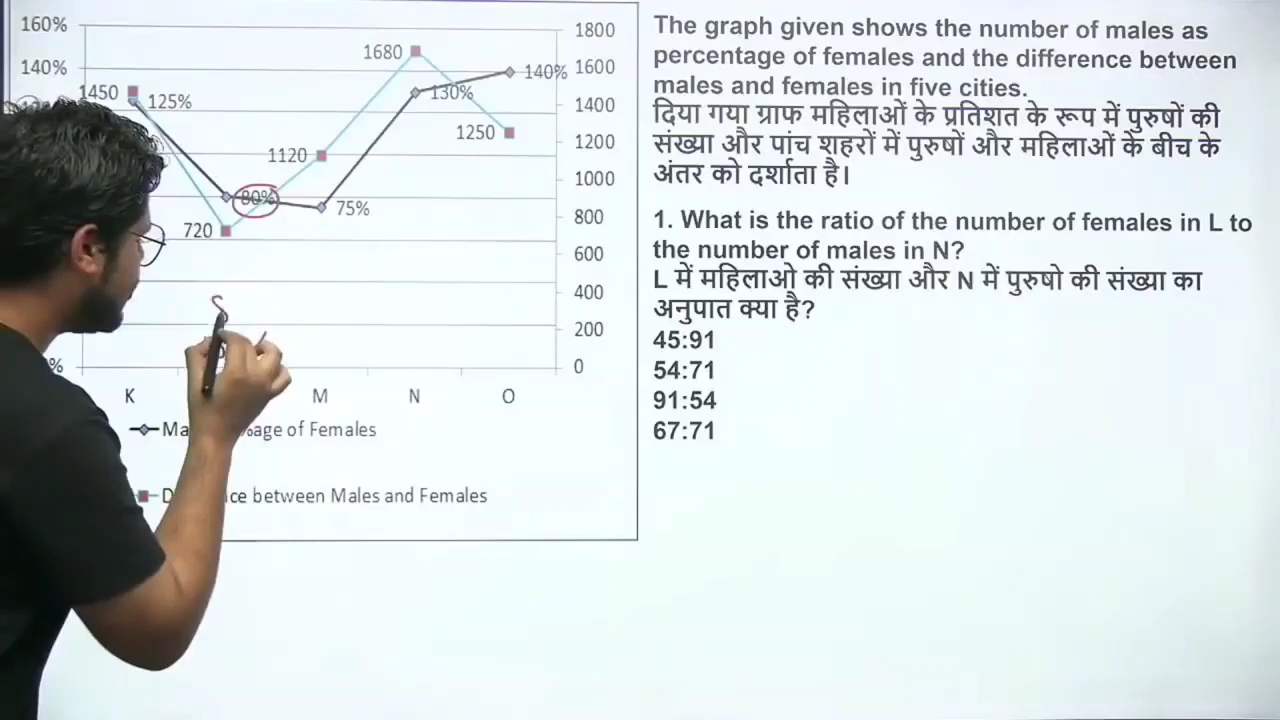 160%
1800
140%
1600
1680
140%
1450
125%
130%
1400
1250
1200
1120
1000
80%
75%
800
720
600
400
200
0
K
M
N
O
of Females
between Males and Females
The graph given shows the number of males as
percentage of females and the difference between
males and females in five cities.
दिया गया ग्राफ महिलाओं के प्रतिशत के रूप में पुरुषों की
संख्या और पांच शहरों में पुरुषों और महिलाओं के बीच के
अंतर को दर्शाता है।
1. What is the ratio of the number of females in L to
the number of males in N?
L में महिलाओ की संख्या और N में पुरुषो की संख्या का
अनुपात क्या है?
45:91
54:71
91:54
67:71